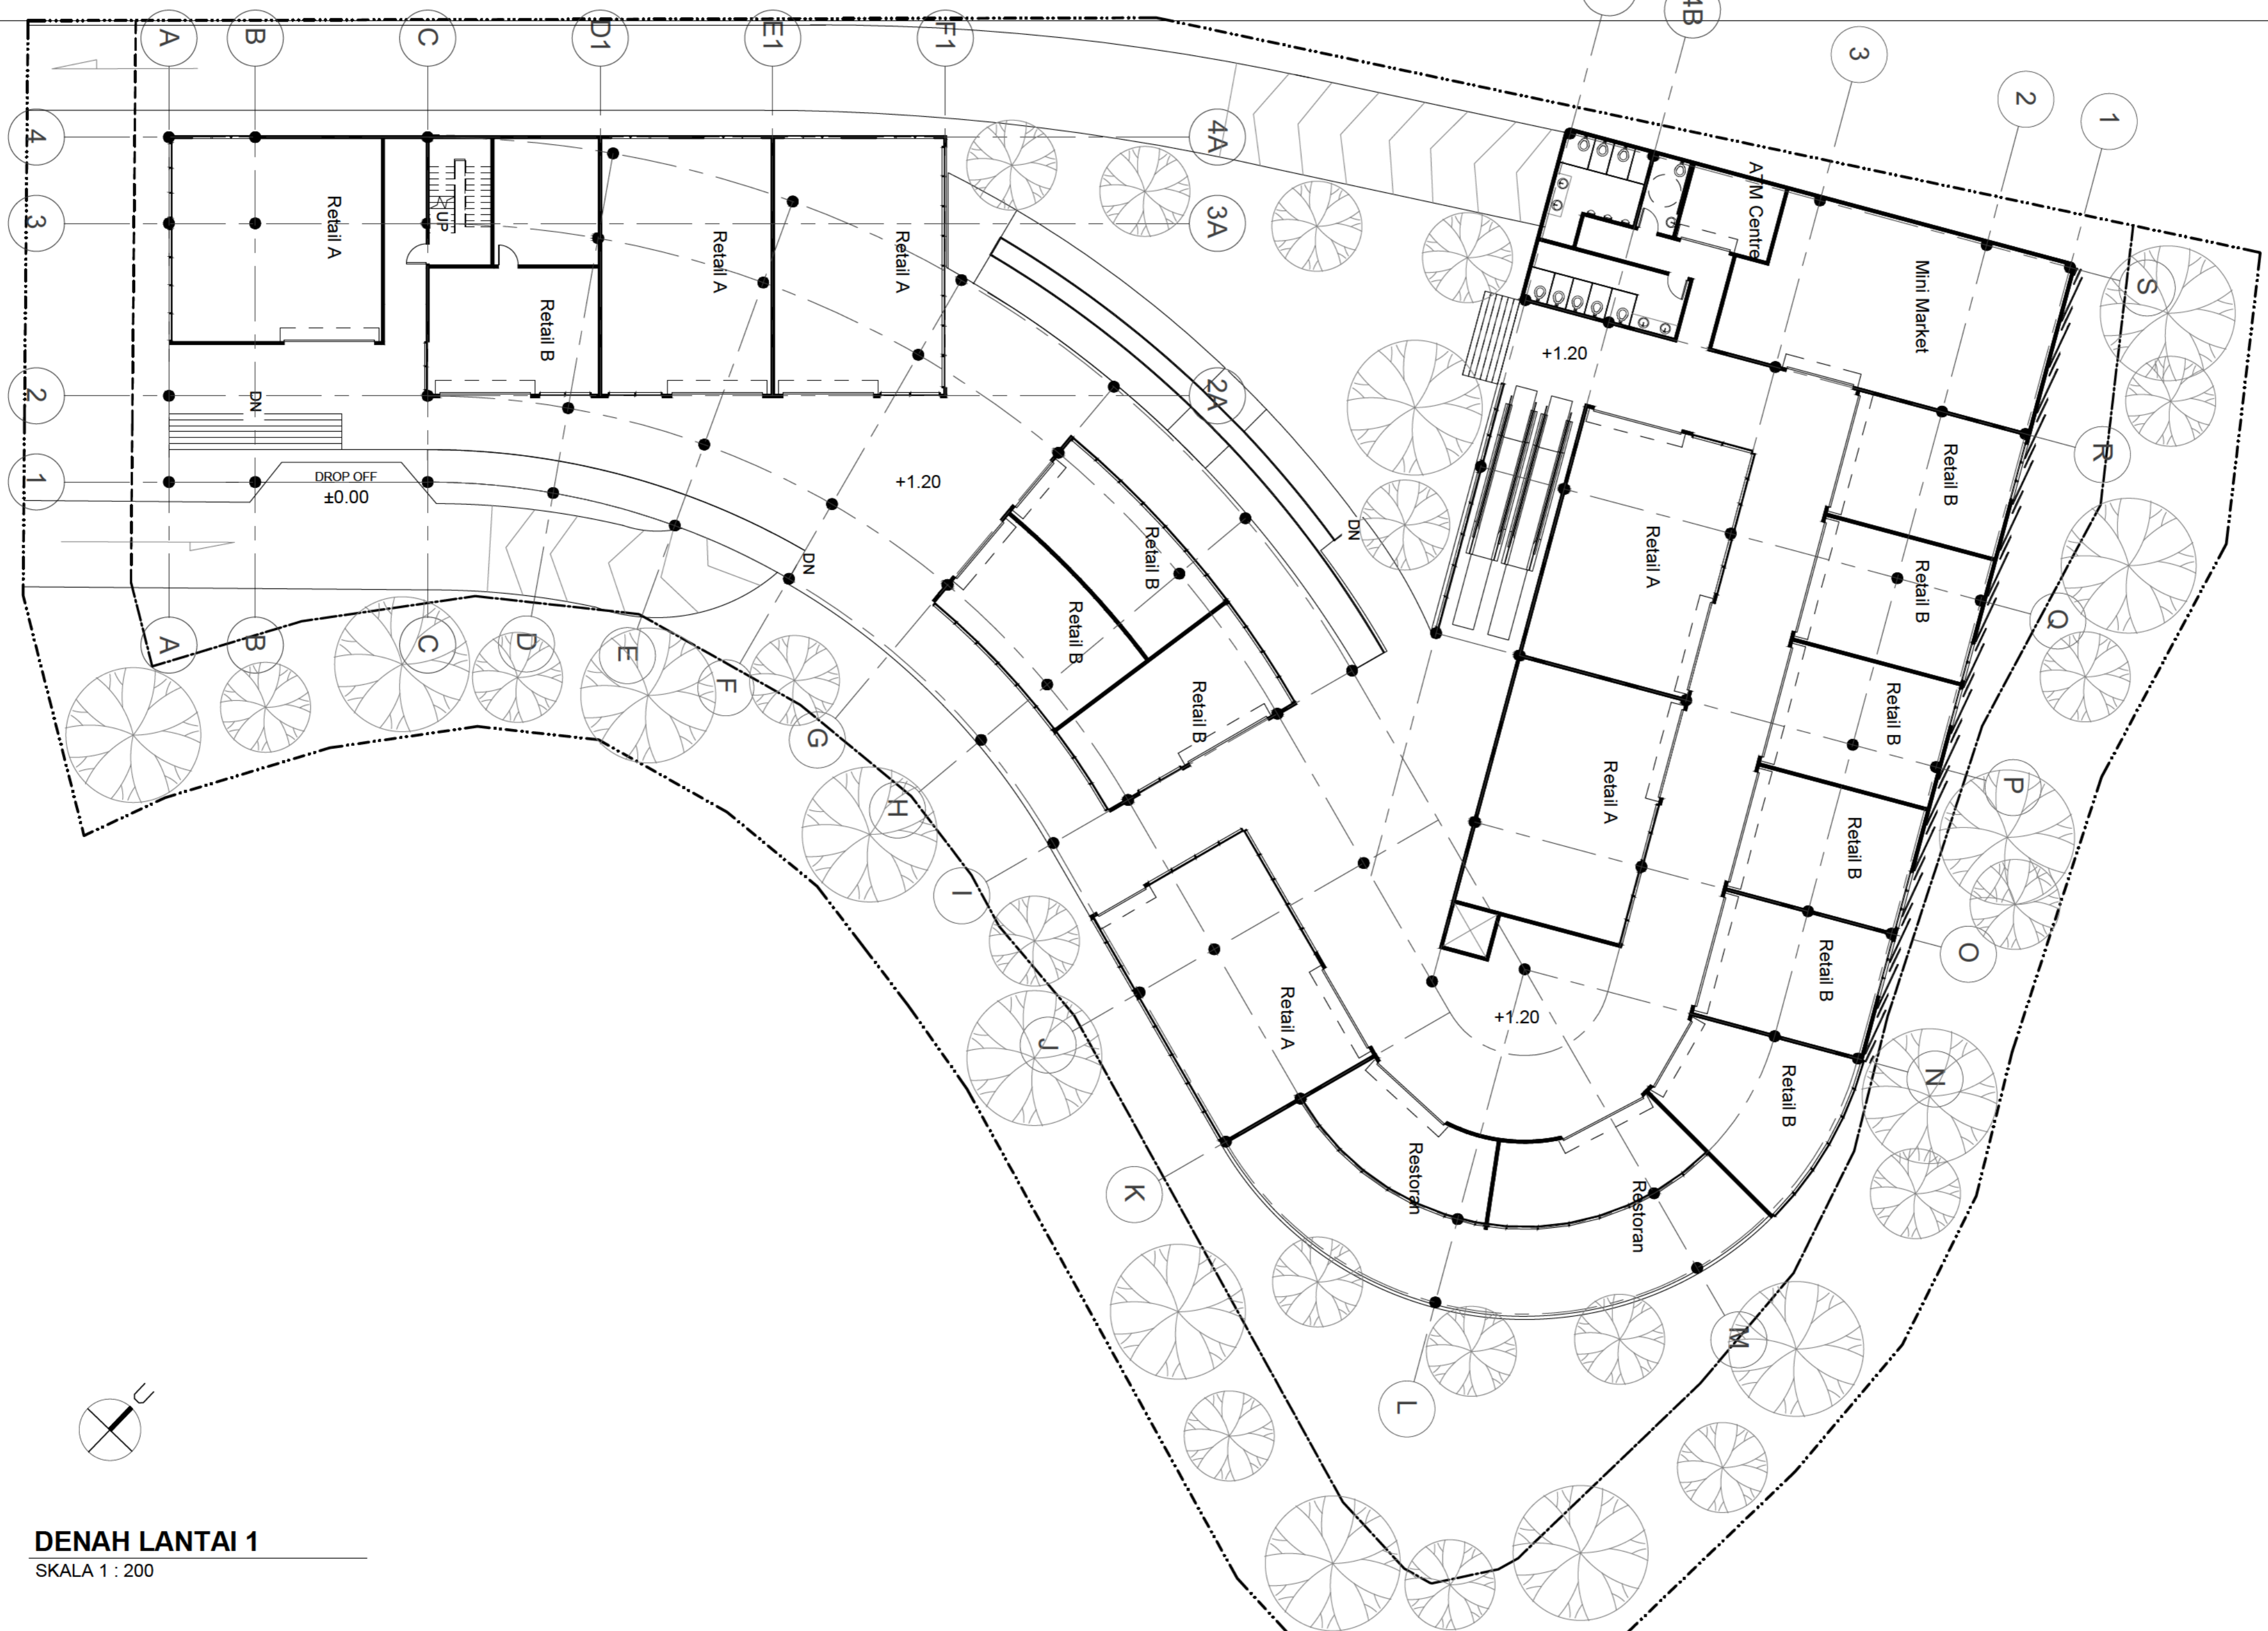 A
B
C
D1
E1
F1
4B
3
2
1
4
3
2
1
4A
3A
2A
Retail A
UP
Retail B
Retail A
Retail A
ATM Centre
Mini Market
+1.20
DN
DROP OFF
±0.00
+1.20
DN
DN
Retail B
Retail B
Retail B
Retail A
Retail A
Retail B
Retail B
Retail B
Retail B
Retail B
Retail B
Retail A
+1.20
Restoran
Restoran
S
R
Q
P
O
N
A
B
C
D
E
F
G
H
I
J
K
L
M
U
DENAH LANTAI 1
SKALA 1 : 200